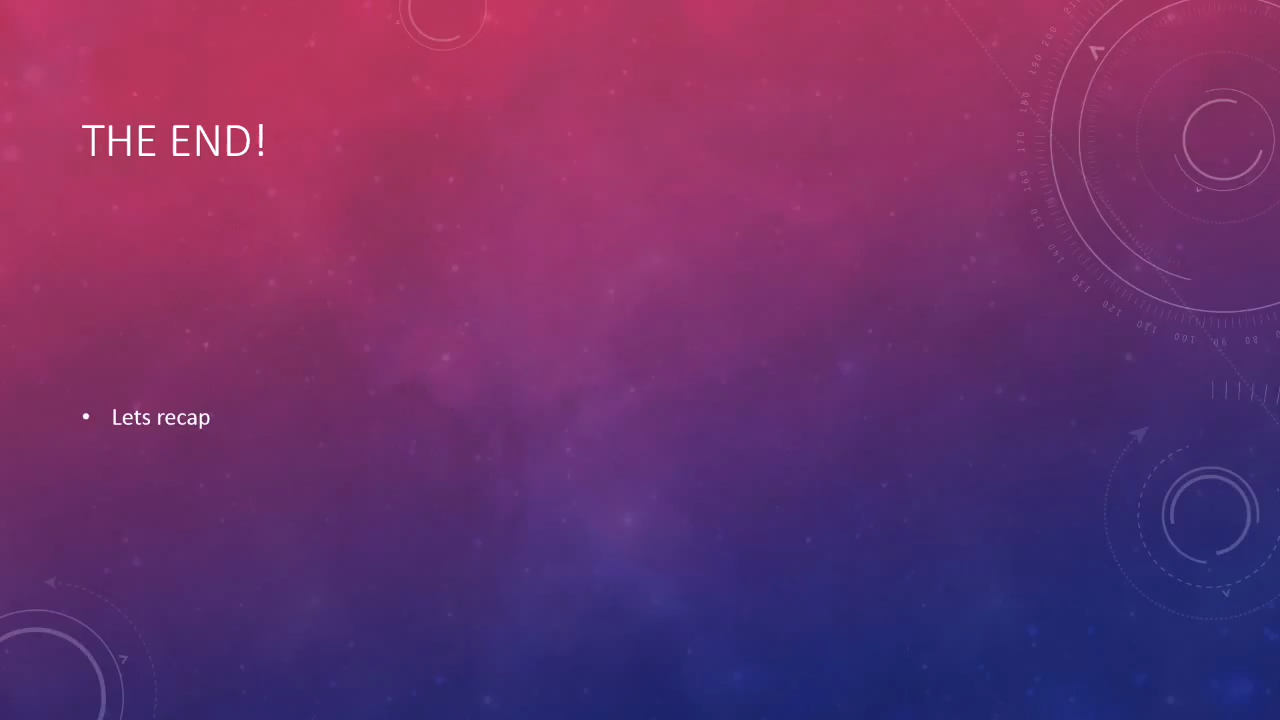 THE END!
• Lets recap